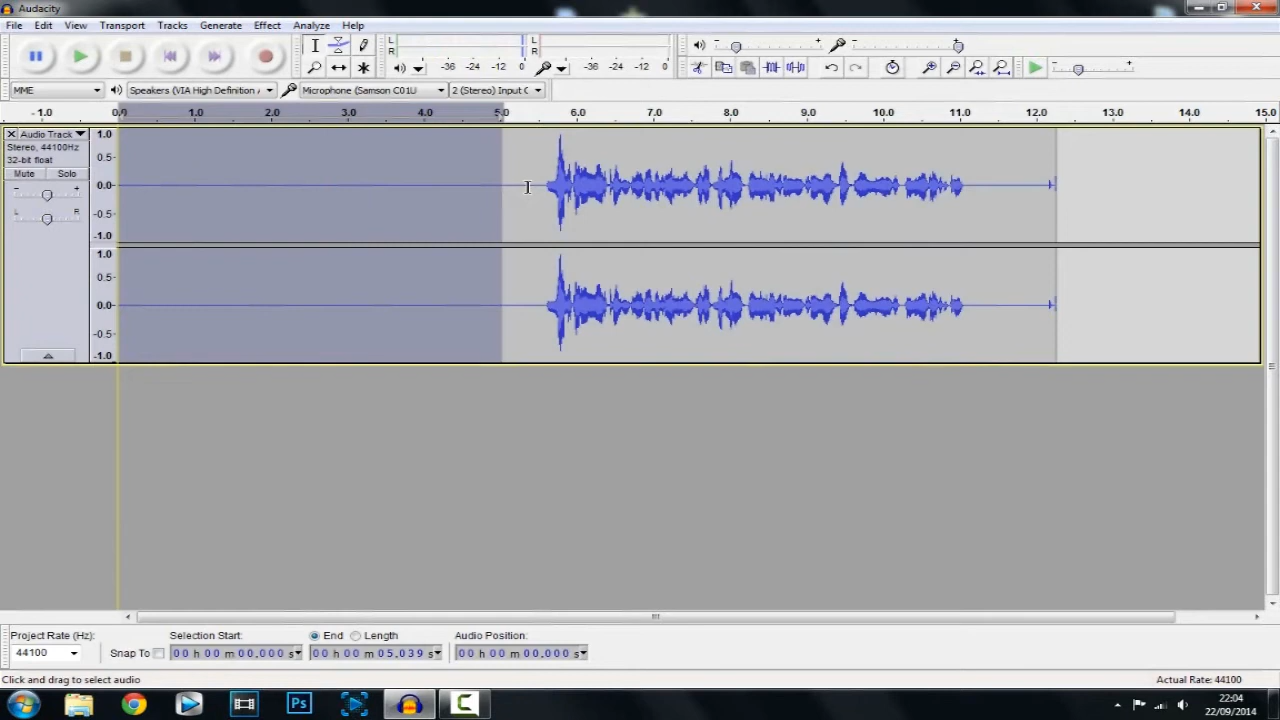 Audacity
File Edit View Transport Tracks Generate Effect Analyze Help
L
R
-36 -24 -12 0
L
R
-36 -24 -12 0
MME Speakers (VIA High Definition A Microphone (Samson C01U 2 (Stereo) Input C
-1.0 0.0 1.0 2.0 3.0 4.0 5.0 6.0 7.0 8.0 9.0 10.0 11.0 12.0 13.0 14.0 15.0
Audio Track
Stereo, 44100Hz
32-bit float
Mute Solo
- +
L R
1.0
0.5-
0.0-
-0.5-
-1.0
1.0
0.5-
0.0-
-0.5-
-1.0
Project Rate (Hz): Selection Start: End Length Audio Position:
44100 Snap To 00 h 00 m 00.000 s 00 h 00 m 05.039 s 00 h 00 m 00.000 s
Click and drag to select audio Actual Rate: 44100
Ps C 22:04
22/09/2014